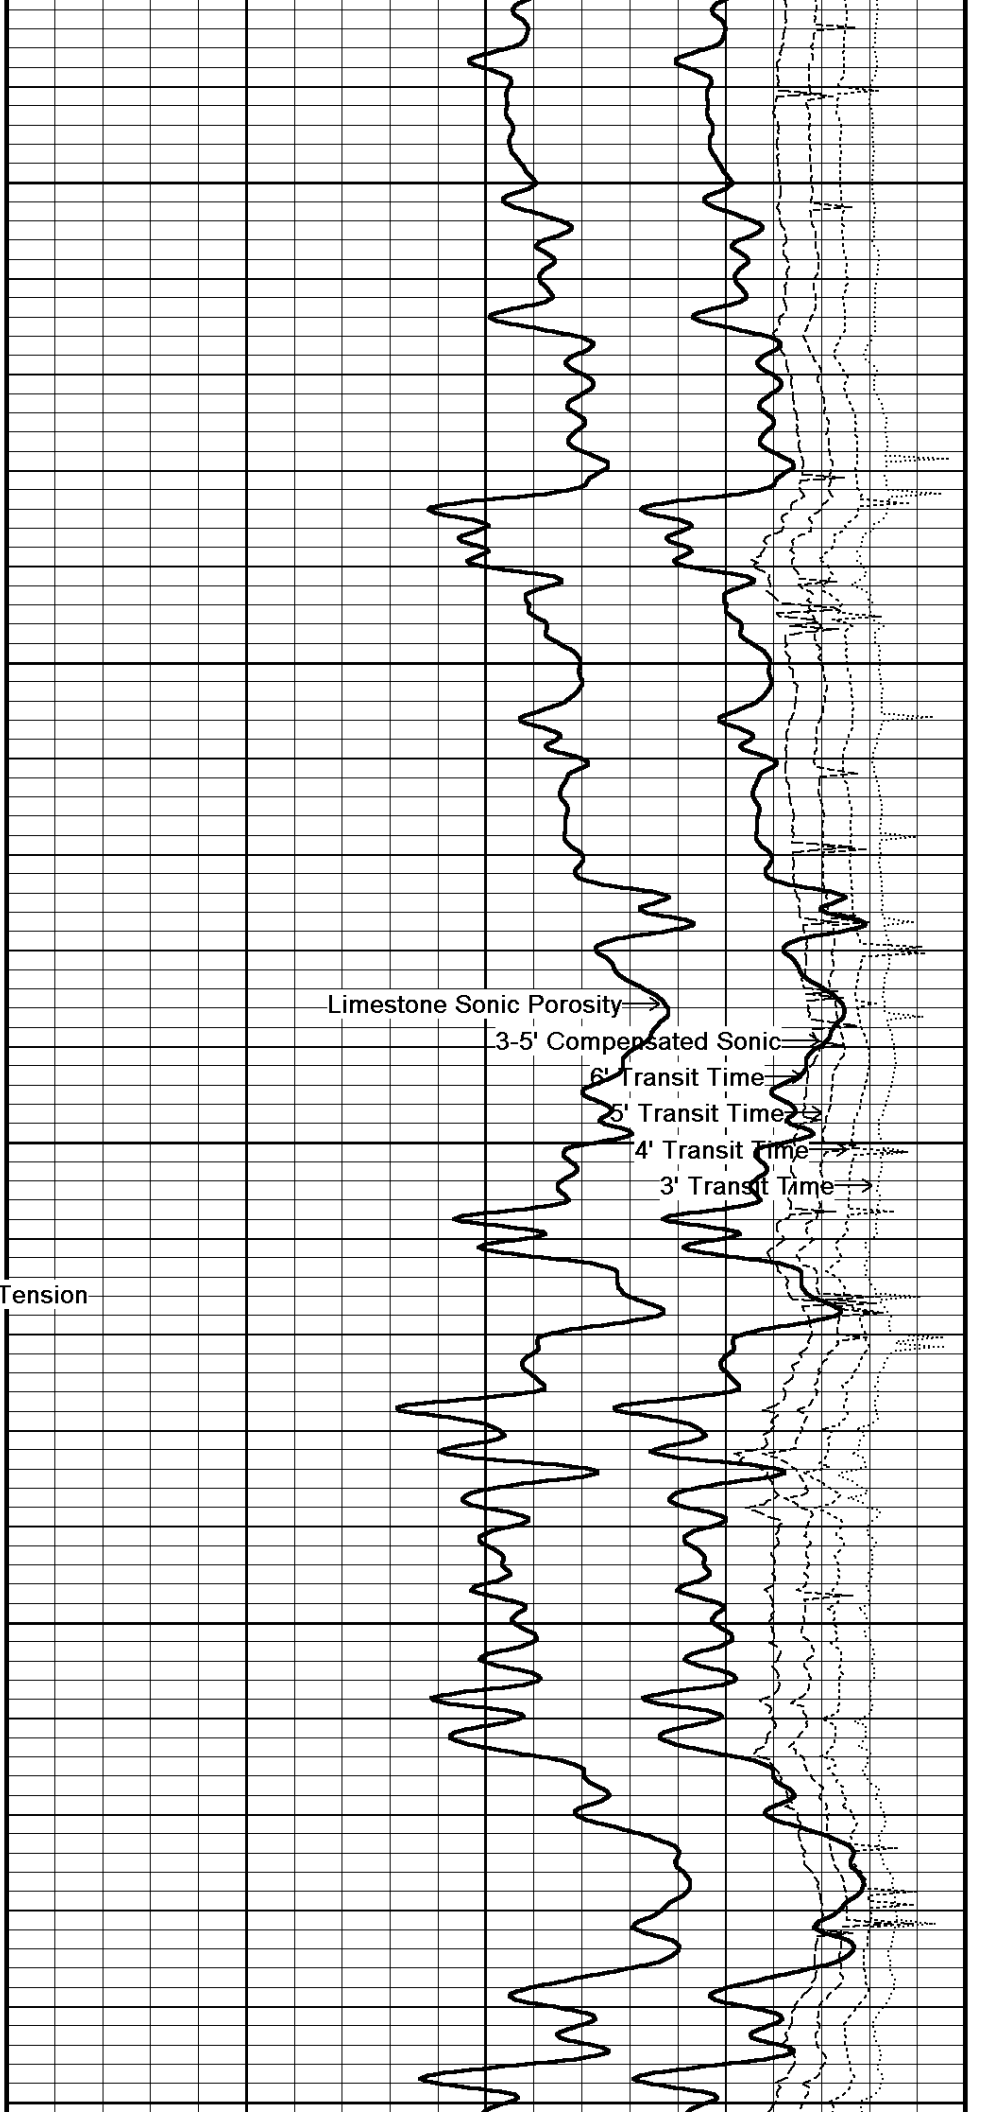 Limestone Sonic Porosity
3-5' Compensated Sonic
6' Transit Time
5' Transit Time
4' Transit Time
3' Transit Time
Tension